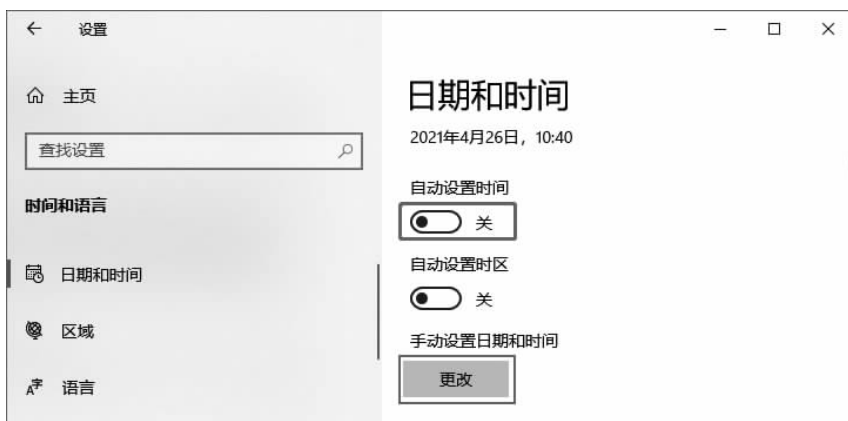 设置
主页
查找设置
时间和语言
日期和时间
区域
语言
日期和时间
2021年4月26日，10:40
自动设置时间
关
自动设置时区
关
手动设置日期和时间
更改